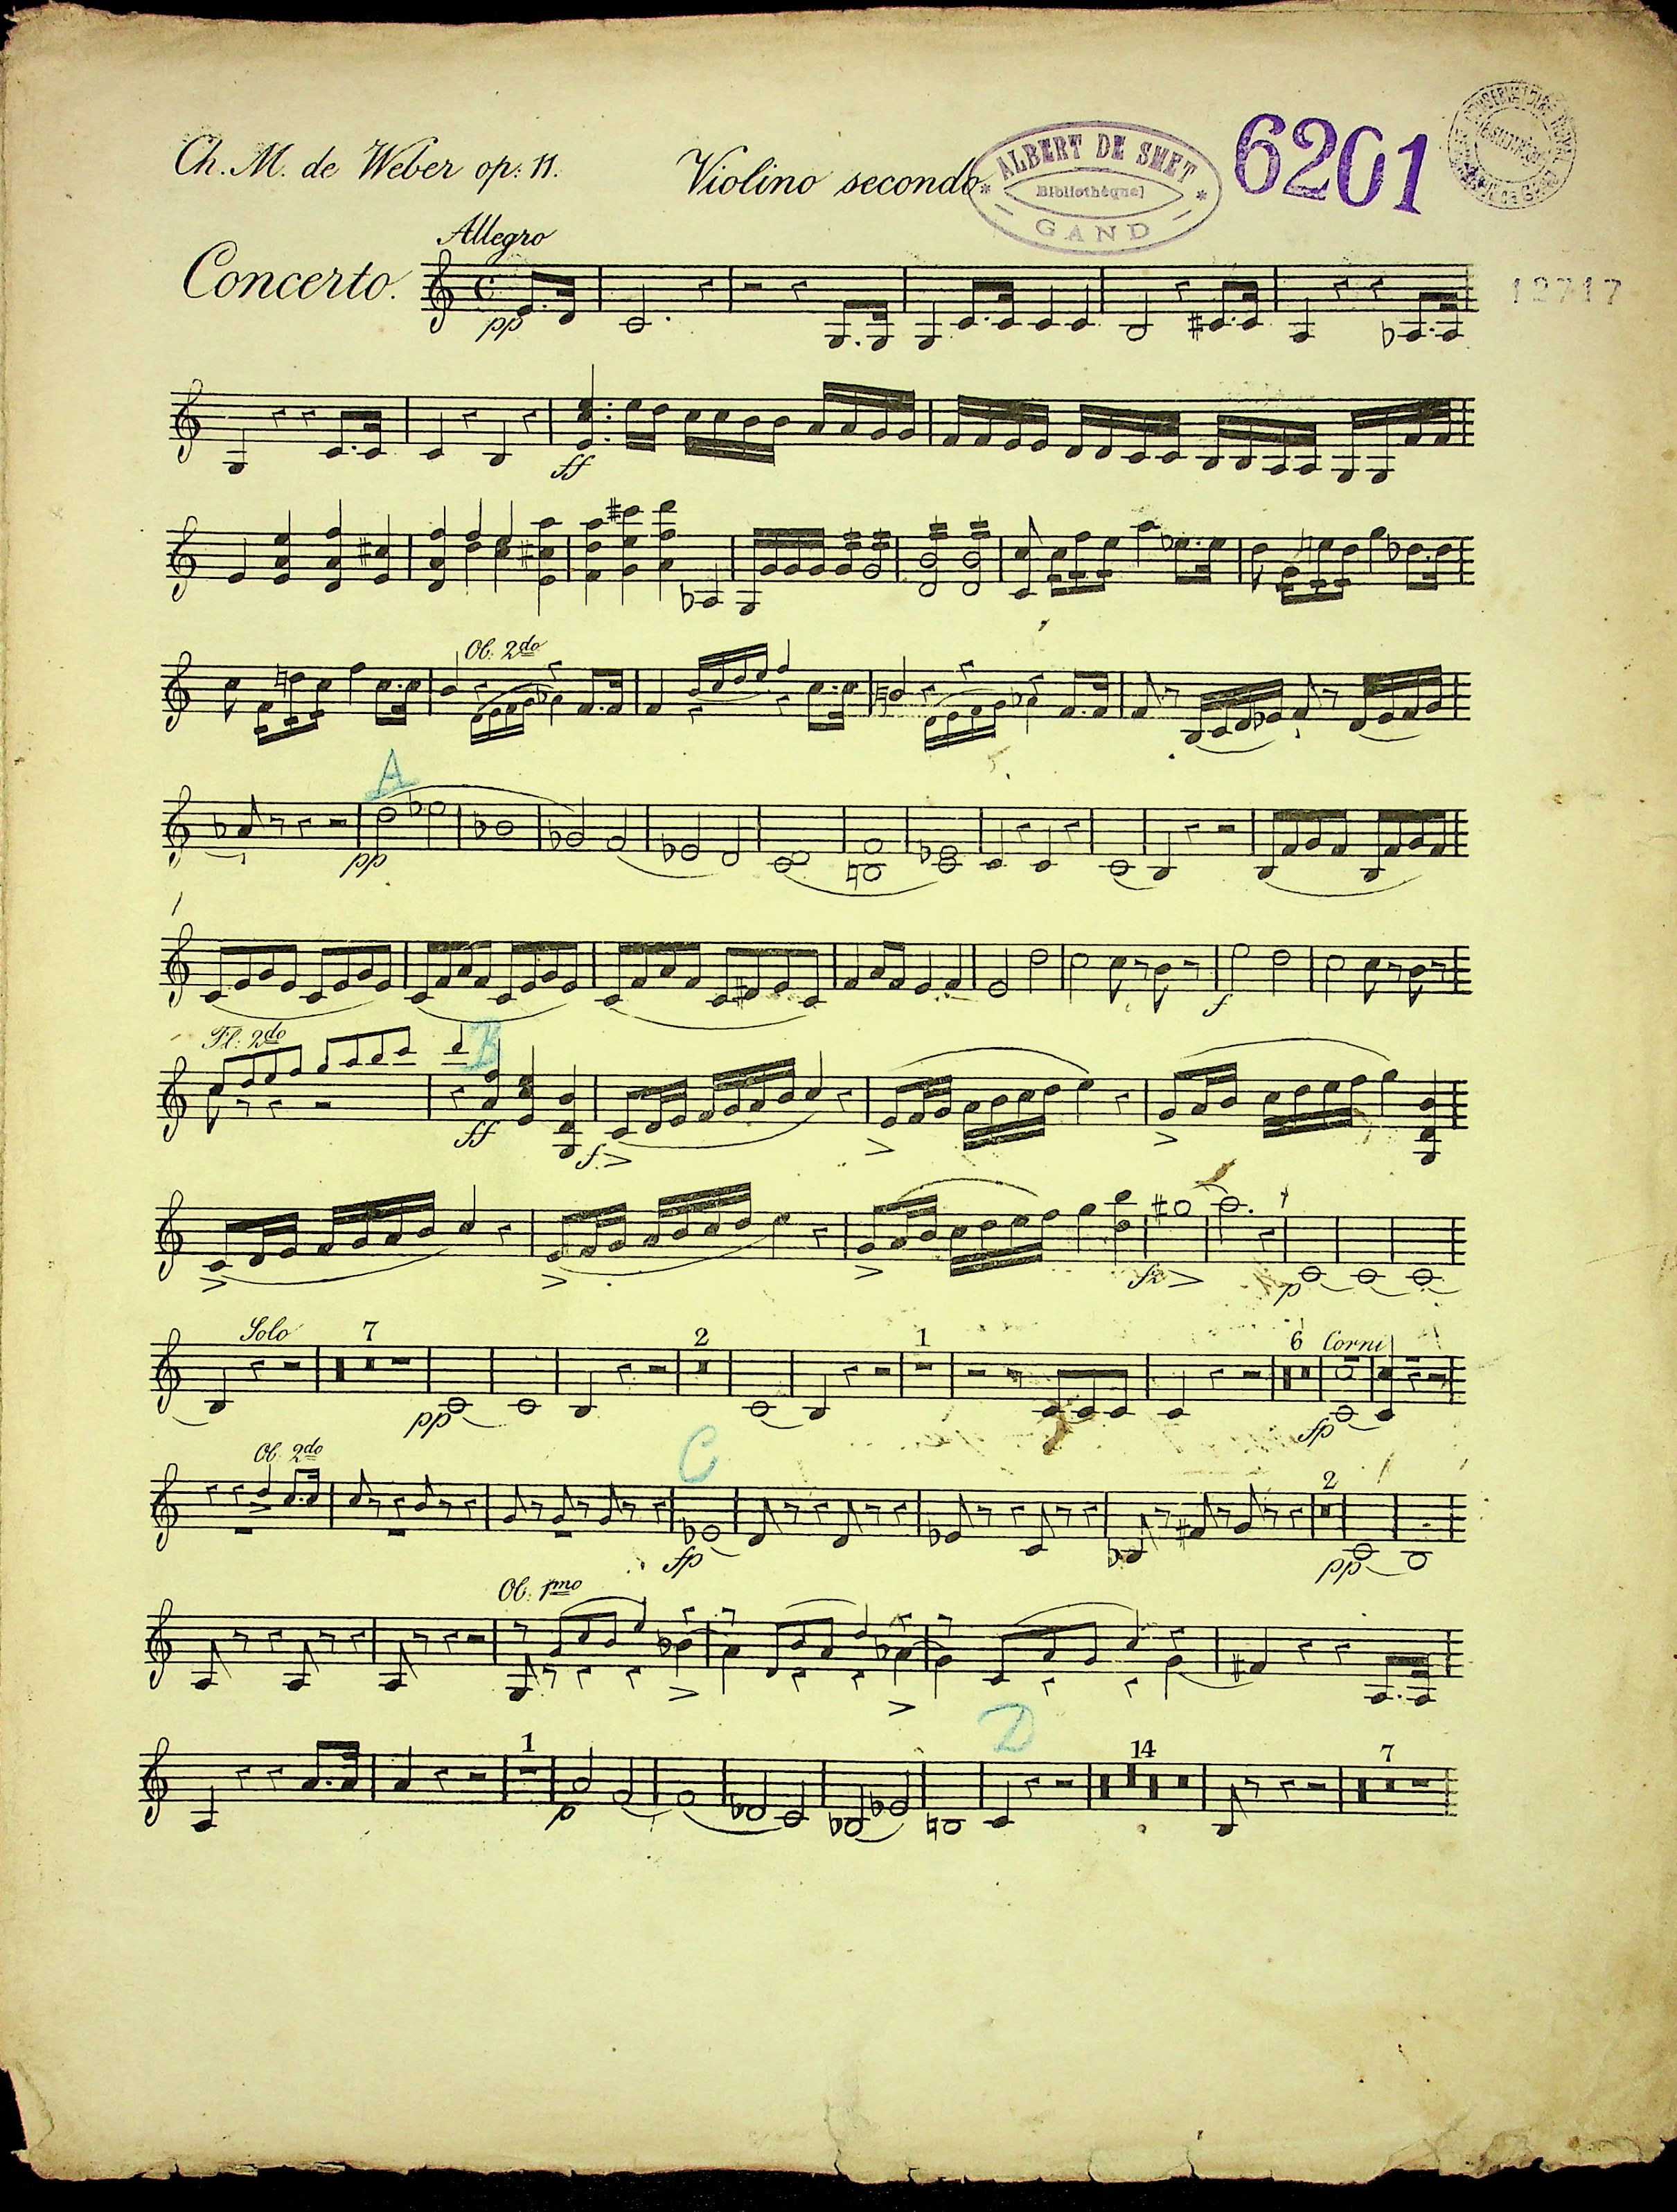 Ch. M. de Weber op: 11.
Violino secondo.
ALBERT DE SMET
Bibliothèque
GAND
6201
Allegro
Concerto.
pp
12717
ff
Ob: 2do
A
pp
f
Fl: 2do
B
ff
f
fz
p
Solo
7
pp
2
1
6
Corni
fp
Ob: 2do
C
fp
2
pp
Ob: 1mo
D
1
p
14
7